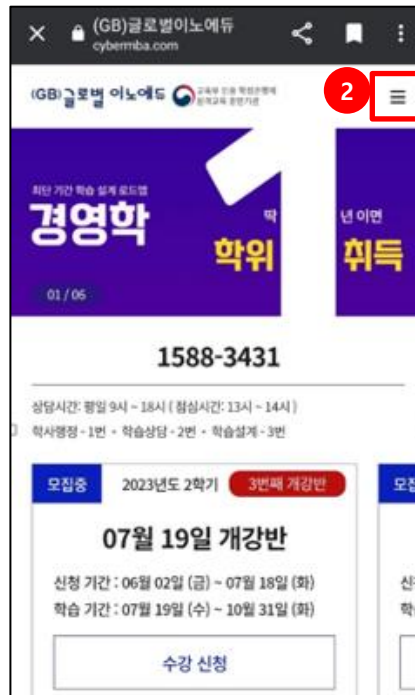 (GB)글로벌이노에듀
cybermba.com
(GB)글로벌 이노에듀
2
최단 기간 학습 설계 로드맵
경영학
딱
년 이면
학위
취득
01 / 06
1588-3431
상담시간: 평일 9시 ~ 18시 ( 점심시간: 13시 ~ 14시 )
학사행정 - 1번 • 학습상담 - 2번 • 학습설계 - 3번
모집중
2023년도 2학기
3번째 개강반
07월 19일 개강반
신청 기간 : 06월 02일 (금) ~ 07월 18일 (화)
학습 기간 : 07월 19일 (수) ~ 10월 31일 (화)
수강 신청